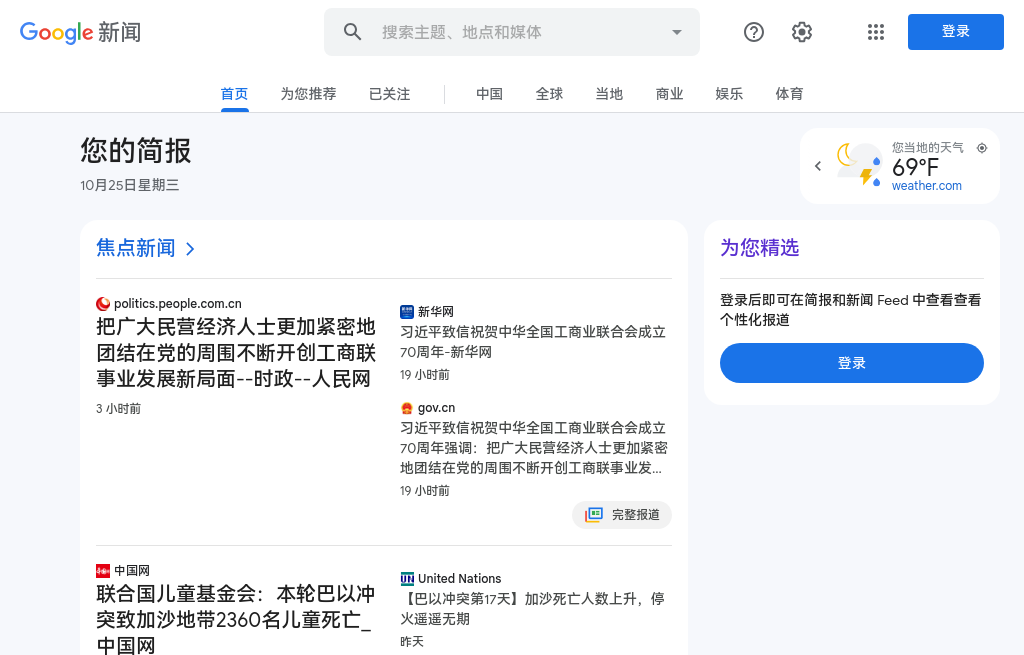 Google 新闻
搜索主题、地点和媒体
登录
首页
为您推荐
已关注
中国
全球
当地
商业
娱乐
体育
您的简报
10月25日星期三
您当地的天气
69°F
weather.com
焦点新闻
politics.people.com.cn
把广大民营经济人士更加紧密地
团结在党的周围不断开创工商联
事业发展新局面--时政--人民网
3 小时前
新华网
习近平致信祝贺中华全国工商业联合会成立
70周年-新华网
19 小时前
gov.cn
习近平致信祝贺中华全国工商业联合会成立
70周年强调：把广大民营经济人士更加紧密
地团结在党的周围不断开创工商联事业发...
19 小时前
完整报道
中国网
联合国儿童基金会：本轮巴以冲
突致加沙地带2360名儿童死亡_
中国网
UN
United Nations
【巴以冲突第17天】加沙死亡人数上升，停
火遥遥无期
昨天
为您精选
登录后即可在简报和新闻 Feed 中查看查看
个性化报道
登录